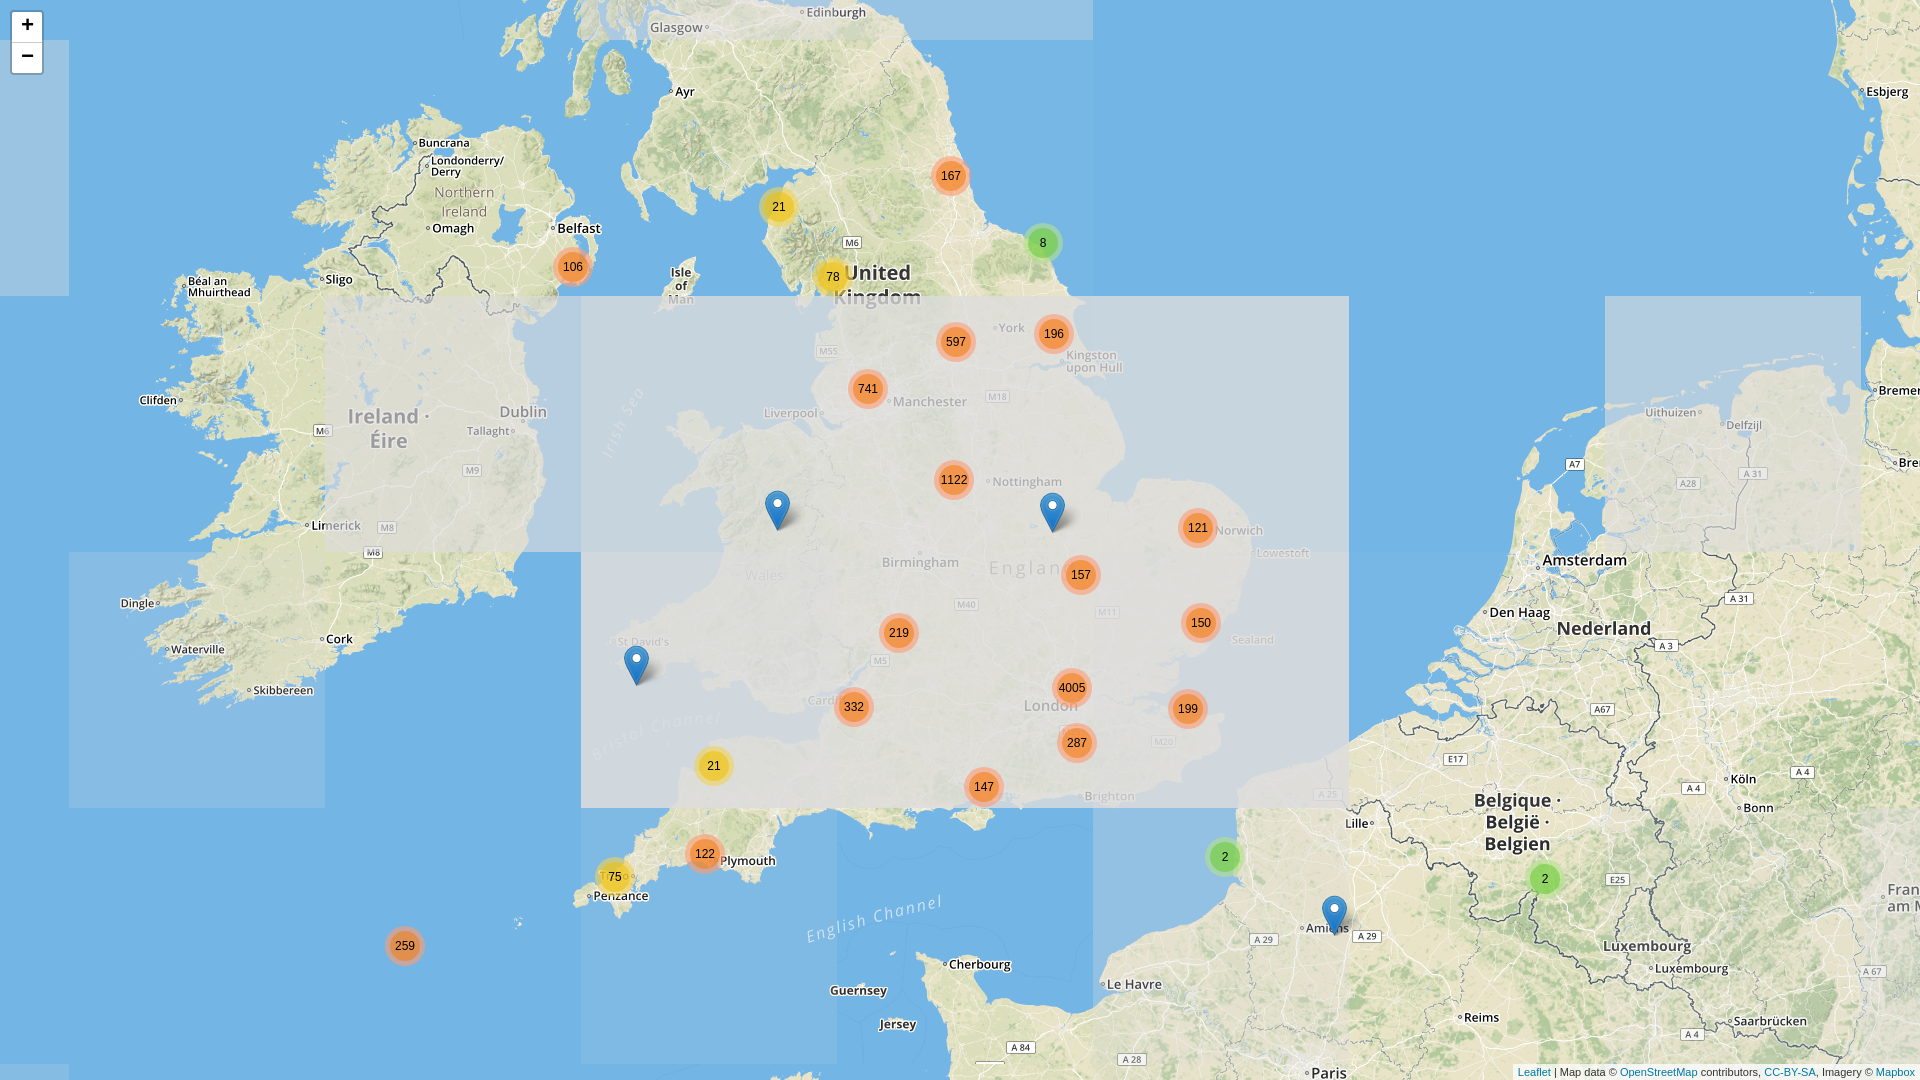 +
−
Edinburgh
Glasgow
Ayr
Esbjerg
Buncrana
Londonderry/
Derry
Northern
Ireland
Omagh
Belfast
167
21
8
M6
106
78
United
Kingdom
Isle
of
Man
Sligo
Béal an
Mhuirthead
York
196
597
Kingston
upon Hull
M55
741
Manchester
M18
Liverpool
Irish Sea
Clifden
Ireland ·
Éire
Dublin
Tallaght
M6
M9
Uithuizen
Delfzijl
Bremer
A7
A 31
A28
Bre
1122
Nottingham
Limerick
M8
M8
121
Norwich
Lowestoft
Birmingham
Englan
157
Wales
Amsterdam
A 31
Dingle
M40
M11
Den Haag
Nederland
150
Sealand
219
St David's
M5
Cork
Waterville
A 3
Skibbereen
4005
London
Cardiff
332
199
A67
Bristol Channel
287
M20
E17
21
147
Brighton
A 25
Köln
A 4
A 4
Bonn
Belgique ·
België ·
Belgien
Lille
122
Plymouth
2
75
Penzance
2
E25
Fran
am M
English Channel
Amiens
A 29
A 29
259
Luxembourg
Luxembourg
A 67
Cherbourg
Le Havre
Guernsey
Jersey
Reims
Saarbrücken
A 4
A 84
A 28
Paris
Leaflet | Map data © OpenStreetMap contributors, CC-BY-SA, Imagery © Mapbox